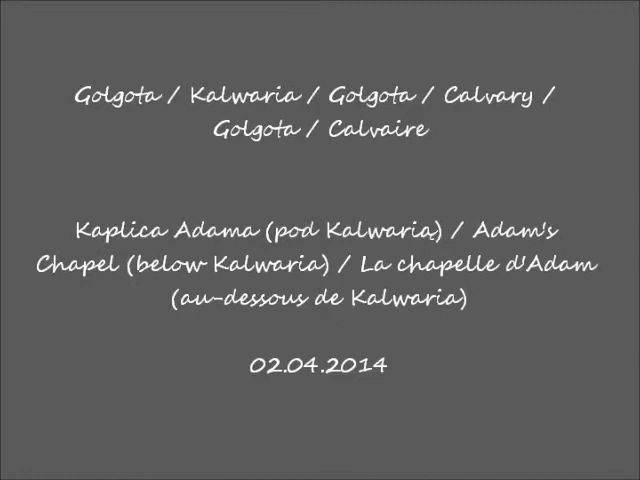 Golgota / Kalwaria / Golgota / Calvary /
Golgota / Calvaire
Kaplica Adama (pod Kalwarią) / Adam's
Chapel (below Kalwaria) / La chapelle d'Adam
(au-dessous de Kalwaria)
02.04.2014